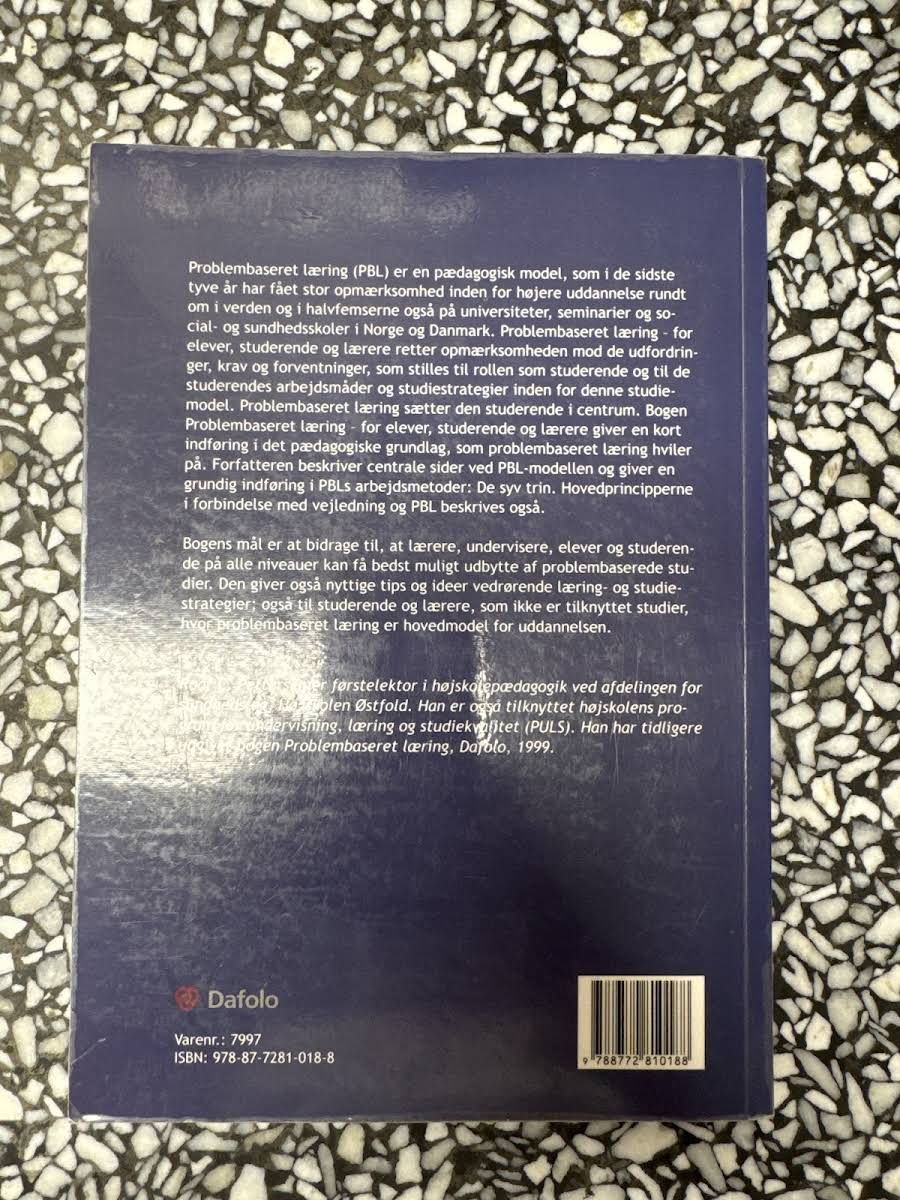 Problembaseret læring (PBL) er en pædagogisk model, som i de sidste
tyve år har fået stor opmærksomhed inden for højere uddannelse rundt
om i verden og i halvfemserne også på universiteter, seminarier og so-
cial- og sundhedsskoler i Norge og Danmark. Problembaseret læring - for
elever, studerende og lærere retter opmærksomheden mod de udfordrin-
ger, krav og forventninger, som stilles til rollen som studerende og til de
studerendes arbejdsmåder og studiestrategier inden for denne studie-
model. Problembaseret læring sætter den studerende i centrum. Bogen
Problembaseret læring - for elever, studerende og lærere giver en kort
indføring i det pædagogiske grundlag, som problembaseret læring hviler
på. Forfatteren beskriver centrale sider ved PBL-modellen og giver en
grundig indføring i PBLs arbejdsmetoder: De syv trin. Hovedprincipperne
i forbindelse med vejledning og PBL beskrives også.
Bogens mål er at bidrage til, at lærere, undervisere, elever og studeren-
de på alle niveauer kan få bedst muligt udbytte af problembaserede stu-
dier. Den giver også nyttige tips og ideer vedrørende læring- og studie-
strategier; også til studerende og lærere, som ikke er tilknyttet studier,
hvor problembaseret læring er hovedmodel for uddannelsen.
er førstelektor i højskolepædagogik ved afdelingen for
Østfold. Han er også tilknyttet højskolens pro-
undervisning, læring og studiekvalitet (PULS). Han har tidligere
bogen Problembaseret læring, Dafolo, 1999.
Dafolo
Varenr.: 7997
ISBN: 978-87-7281-018-8
9 788772 810188